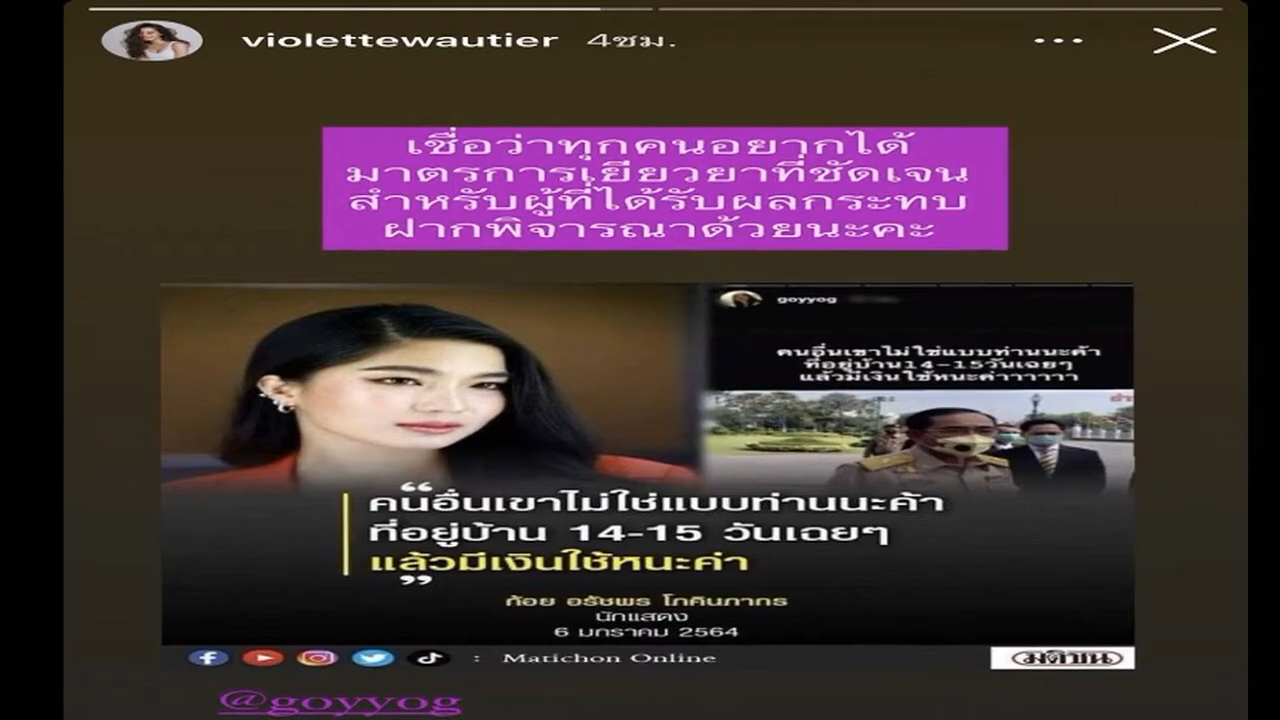 violettewautier 4ชม.
เชื่อว่าทุกคนอยากได้
มาตรการเยียวยาที่ชัดเจน
สำหรับผู้ที่ได้รับผลกระทบ
ฝากพิจารณาด้วยนะคะ
goyyog
คนอื่นเขาไม่ใช่แบบท่านนะค้า
ที่อยู่บ้าน14-15วันเฉยๆ
แล้วมีเงินใช้หนะค่าาาาาา
“
คนอื่นเขาไม่ใช่แบบท่านนะค้า
ที่อยู่บ้าน 14-15 วันเฉยๆ
แล้วมีเงินใช้หนะค่า
”
ก้อย อรัชพร โภคินภากร
นักแสดง
6 มกราคม 2564
: Matichon Online
มติชน
@goyyog